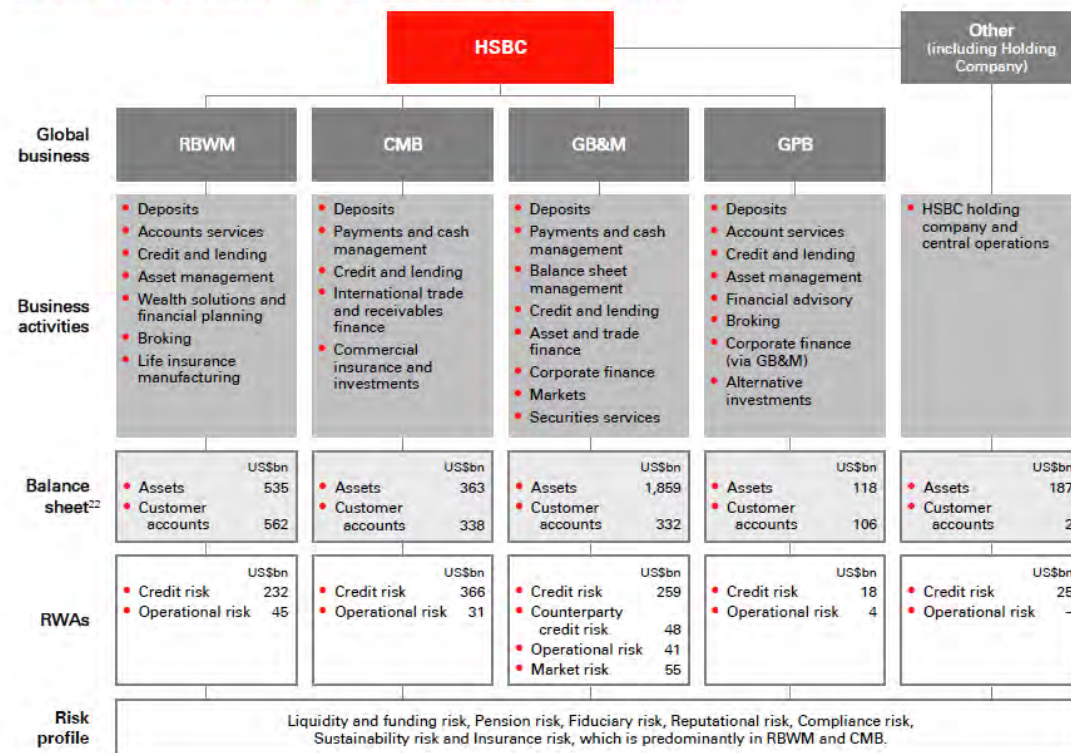 HSBC
Other
(including Holding
Company)
Global
business
RBWM
CMB
GB&M
GPB
Business
activities
• Deposits
• Accounts services
• Credit and lending
• Asset management
• Wealth solutions and
financial planning
• Broking
• Life insurance
manufacturing
• Deposits
• Payments and cash
management
• Credit and lending
• International trade
and receivables
finance
• Commercial
insurance and
investments
• Deposits
• Payments and cash
management
• Balance sheet
management
• Credit and lending
• Asset and trade
finance
• Corporate finance
• Markets
• Securities services
• Deposits
• Account services
• Credit and lending
• Asset management
• Financial advisory
• Broking
• Corporate finance
(via GB&M)
• Alternative
investments
• HSBC holding
company and
central operations
Balance
sheet²²
US$bn
• Assets 535
• Customer
accounts 562
US$bn
• Assets 363
• Customer
accounts 338
US$bn
• Assets 1,859
• Customer
accounts 332
US$bn
• Assets 118
• Customer
accounts 106
US$bn
• Assets 187
• Customer
accounts 2
RWAs
US$bn
• Credit risk 232
• Operational risk 45
US$bn
• Credit risk 366
• Operational risk 31
US$bn
• Credit risk 259
• Counterparty
credit risk 48
• Operational risk 41
• Market risk 55
US$bn
• Credit risk 18
• Operational risk 4
US$bn
• Credit risk 25
• Operational risk –
Risk
profile
Liquidity and funding risk, Pension risk, Fiduciary risk, Reputational risk, Compliance risk,
Sustainability risk and Insurance risk, which is predominantly in RBWM and CMB.